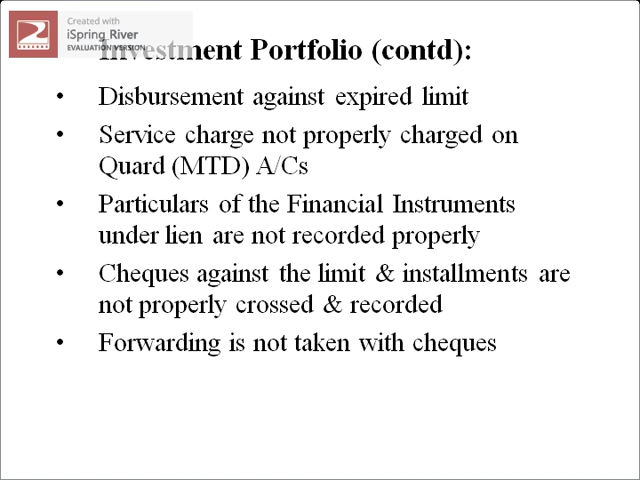 Created with
iSpring River
EVALUATION VERSION
Investment Portfolio (contd):
• Disbursement against expired limit
• Service charge not properly charged on
Quard (MTD) A/Cs
• Particulars of the Financial Instruments
under lien are not recorded properly
• Cheques against the limit & installments are
not properly crossed & recorded
• Forwarding is not taken with cheques